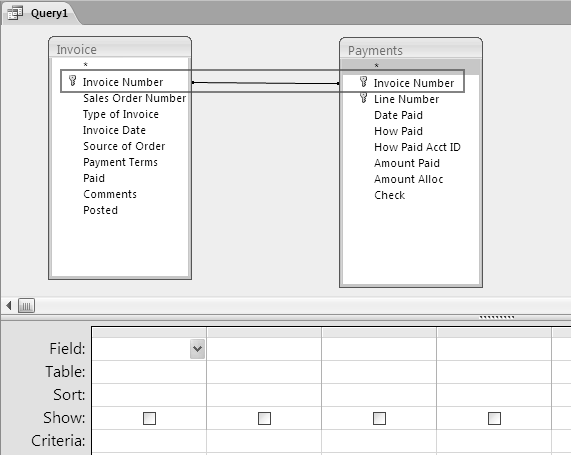 Query1
Invoice
*
Invoice Number
Sales Order Number
Type of Invoice
Invoice Date
Source of Order
Payment Terms
Paid
Comments
Posted
Payments
*
Invoice Number
Line Number
Date Paid
How Paid
How Paid Acct ID
Amount Paid
Amount Alloc
Check
Field:
Table:
Sort:
Show:
Criteria: